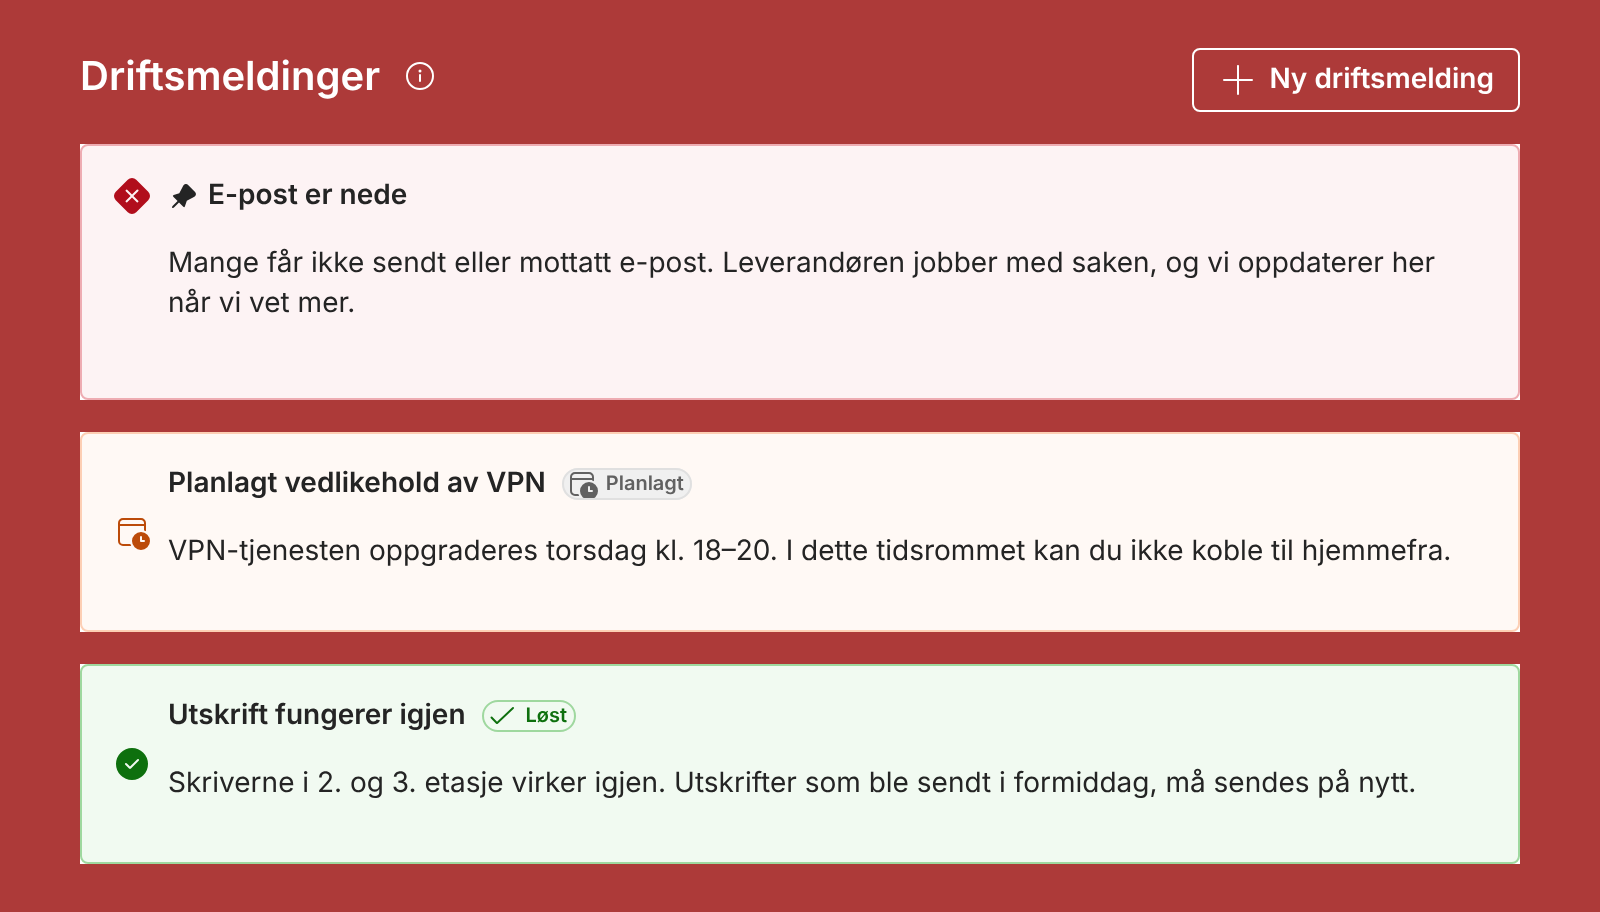 Driftsmeldinger
Ny driftsmelding
E-post er nede
Mange får ikke sendt eller mottatt e-post. Leverandøren jobber med saken, og vi oppdaterer her
når vi vet mer.
Planlagt vedlikehold av VPN
Planlagt
VPN-tjenesten oppgraderes torsdag kl. 18–20. I dette tidsrommet kan du ikke koble til hjemmefra.
Utskrift fungerer igjen
Løst
Skriverne i 2. og 3. etasje virker igjen. Utskrifter som ble sendt i formiddag, må sendes på nytt.